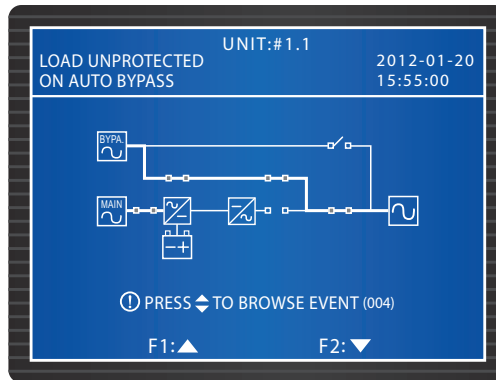 UNIT:#1.1
LOAD UNPROTECTED
ON AUTO BYPASS
2012-01-20
15:55:00
BYPA.
MAIN
PRESS TO BROWSE EVENT (004)
F1:
F2: